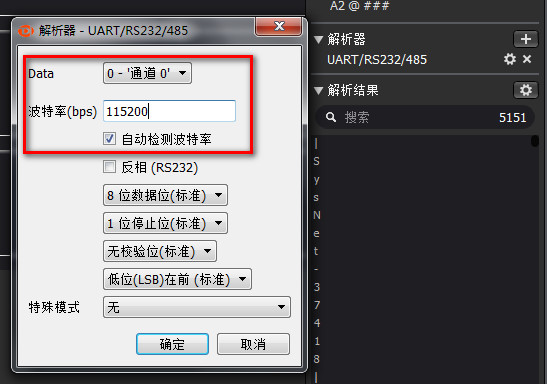 解析器 - UART/RS232/485
Data
0 - '通道 0'
波特率(bps)
115200
自动检测波特率
反相 (RS232)
8 位数据位(标准)
1 位停止位(标准)
无校验位(标准)
低位(LSB)在前 (标准)
特殊模式
无
确定
取消
A2 @ ###
解析器
UART/RS232/485
解析结果
搜索
5151
|
S
y
s
N
e
t
-
3
7
4
1
8
|